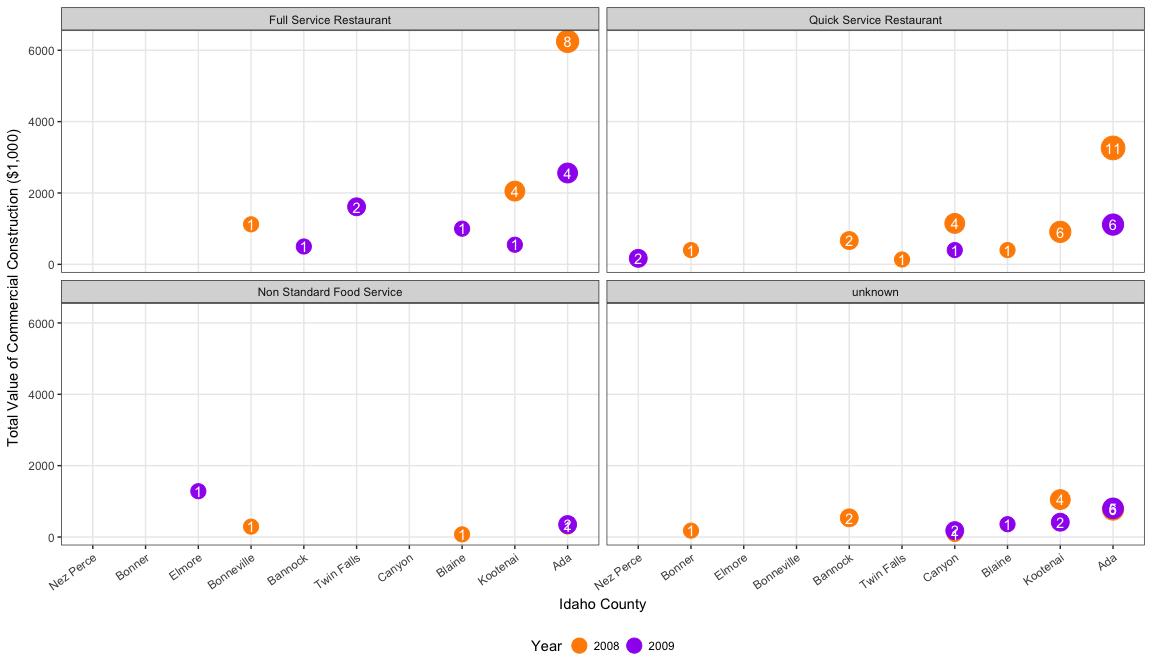 Full Service Restaurant
Quick Service Restaurant
6000
4000
2000
0
8
4
4
2
1
1
1
1
11
6
6
4
1
1
2
1
1
2
Non Standard Food Service
unknown
6000
4000
2000
0
1
1
1
4
2
1
2
1
2
4
Nez Perce
Bonner
Elmore
Bonneville
Bannock
Twin Falls
Canyon
Blaine
Kootenai
Ada
Nez Perce
Bonner
Elmore
Bonneville
Bannock
Twin Falls
Canyon
Blaine
Kootenai
Ada
Total Value of Commercial Construction ($1,000)
Idaho County
Year
2008
2009